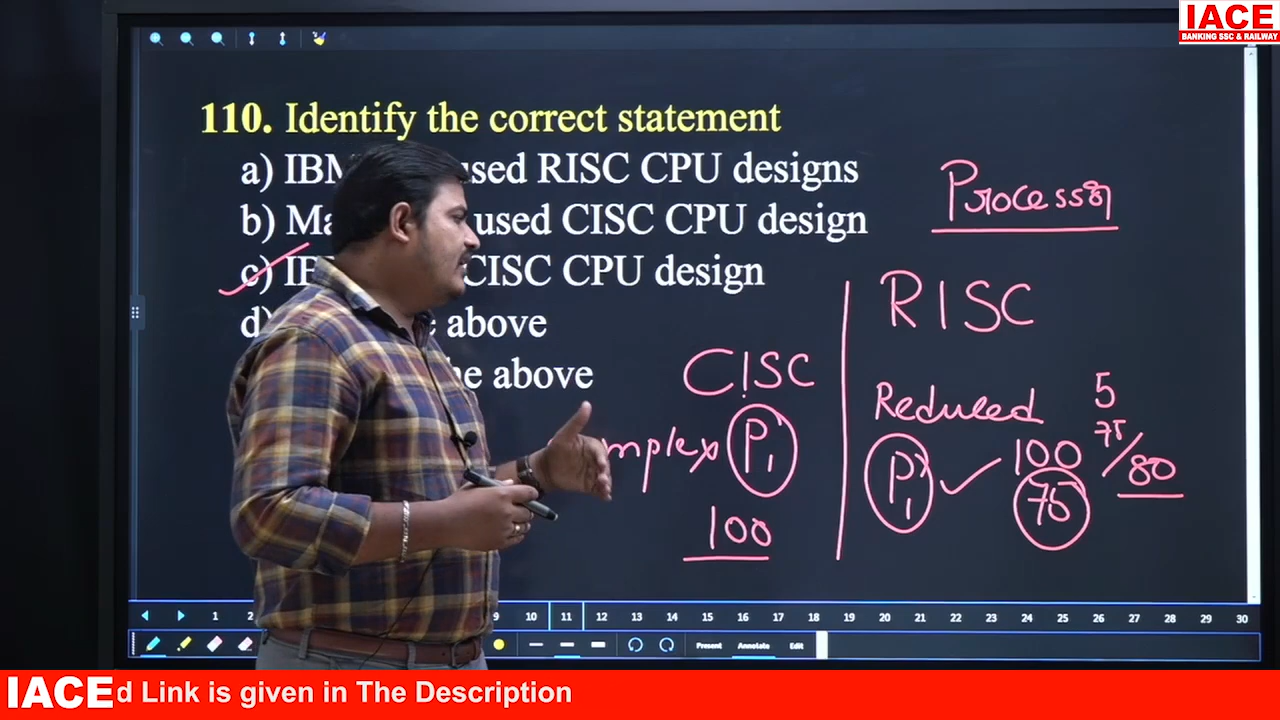 IACE
BANKING SSC & RAILWAY
110. Identify the correct statement
a) IBM used RISC CPU designs
b) Ma used CISC CPU design
c) IB CISC CPU design
d) above
the above
Processor
CISC
RISC
mplex P1
100
Reduced 5
P1 100 75/80
75
1 2 9 10 11 12 13 14 15 16 17 18 19 20 21 22 23 24 25 26 27 28 29 30
Present Annotate Edit
IACE d Link is given in The Description